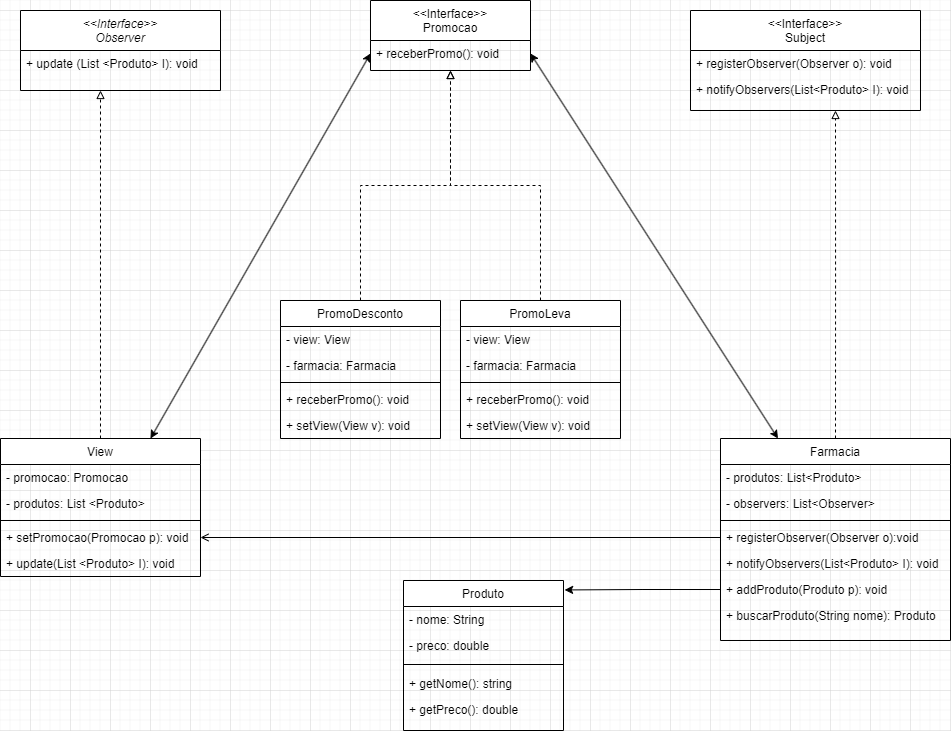 <<Interface>>
Observer
+ update (List <Produto> l): void
<<Interface>>
Promocao
+ receberPromo(): void
<<Interface>>
Subject
+ registerObserver(Observer o): void
+ notifyObservers(List<Produto> l): void
PromoDesconto
- view: View
- farmacia: Farmacia
+ receberPromo(): void
+ setView(View v): void
PromoLeva
- view: View
- farmacia: Farmacia
+ receberPromo(): void
+ setView(View v): void
View
- promocao: Promocao
- produtos: List <Produto>
+ setPromocao(Promocao p): void
+ update(List <Produto> l): void
Farmacia
- produtos: List<Produto>
- observers: List<Observer>
+ registerObserver(Observer o):void
+ notifyObservers(List<Produto> l): void
+ addProduto(Produto p): void
+ buscarProduto(String nome): Produto
Produto
- nome: String
- preco: double
+ getNome(): string
+ getPreco(): double